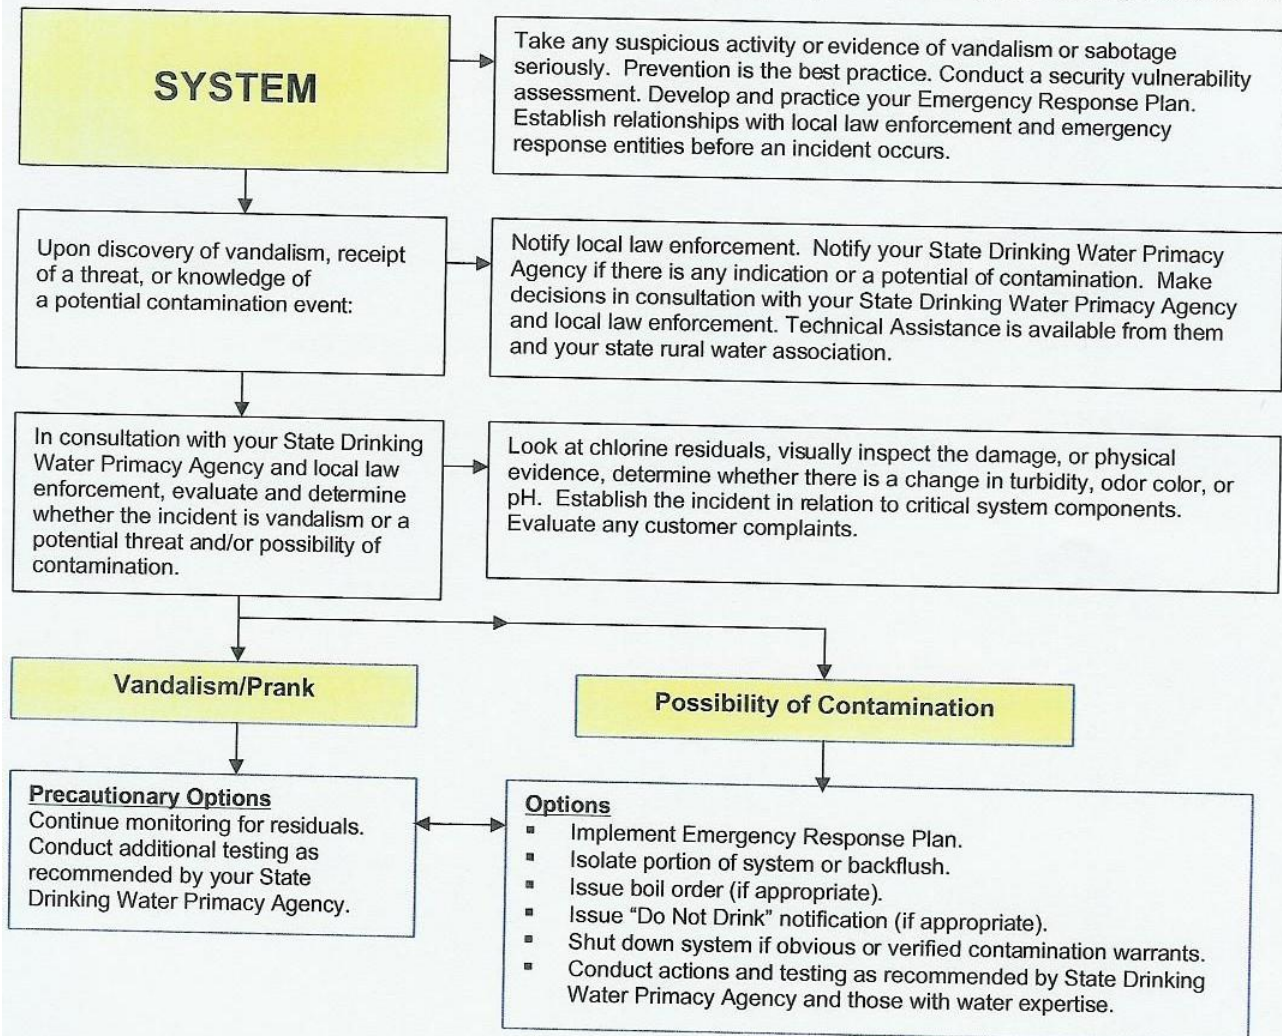 SYSTEM
Take any suspicious activity or evidence of vandalism or sabotage
seriously. Prevention is the best practice. Conduct a security vulnerability
assessment. Develop and practice your Emergency Response Plan.
Establish relationships with local law enforcement and emergency
response entities before an incident occurs.
Upon discovery of vandalism, receipt
of a threat, or knowledge of
a potential contamination event:
Notify local law enforcement. Notify your State Drinking Water Primacy
Agency if there is any indication or a potential of contamination. Make
decisions in consultation with your State Drinking Water Primacy Agency
and local law enforcement. Technical Assistance is available from them
and your state rural water association.
In consultation with your State Drinking
Water Primacy Agency and local law
enforcement, evaluate and determine
whether the incident is vandalism or a
potential threat and/or possibility of
contamination.
Look at chlorine residuals, visually inspect the damage, or physical
evidence, determine whether there is a change in turbidity, odor color, or
pH. Establish the incident in relation to critical system components.
Evaluate any customer complaints.
Vandalism/Prank
Possibility of Contamination
Precautionary Options
Continue monitoring for residuals.
Conduct additional testing as
recommended by your State
Drinking Water Primacy Agency.
Options
▪ Implement Emergency Response Plan.
▪ Isolate portion of system or backflush.
▪ Issue boil order (if appropriate).
▪ Issue “Do Not Drink” notification (if appropriate).
▪ Shut down system if obvious or verified contamination warrants.
▪ Conduct actions and testing as recommended by State Drinking
Water Primacy Agency and those with water expertise.